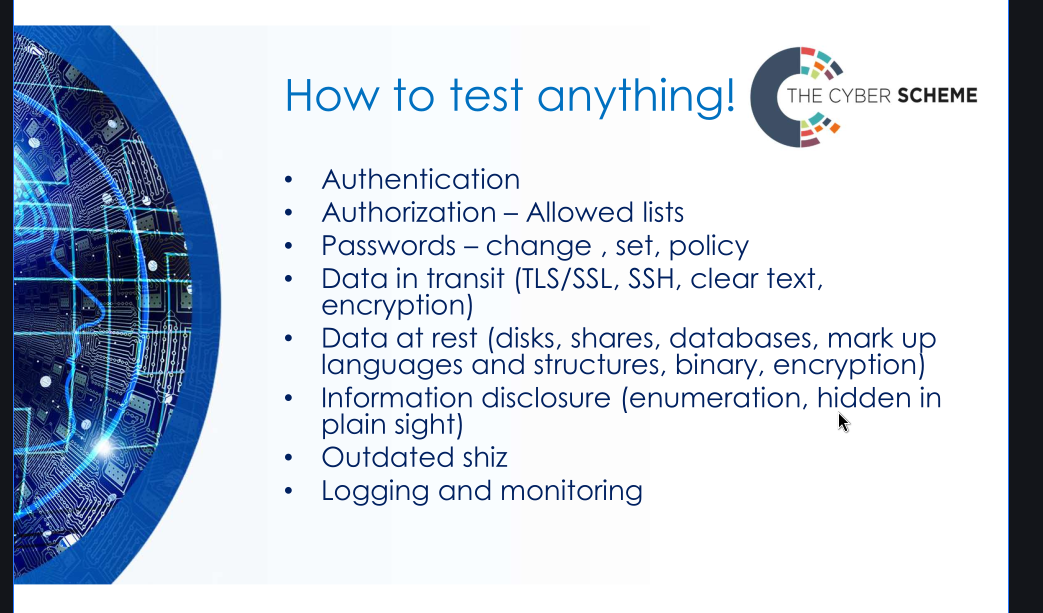 How to test anything!
THE CYBER SCHEME
• Authentication
• Authorization – Allowed lists
• Passwords – change , set, policy
• Data in transit (TLS/SSL, SSH, clear text,
encryption)
• Data at rest (disks, shares, databases, mark up
languages and structures, binary, encryption)
• Information disclosure (enumeration, hidden in
plain sight)
• Outdated shiz
• Logging and monitoring